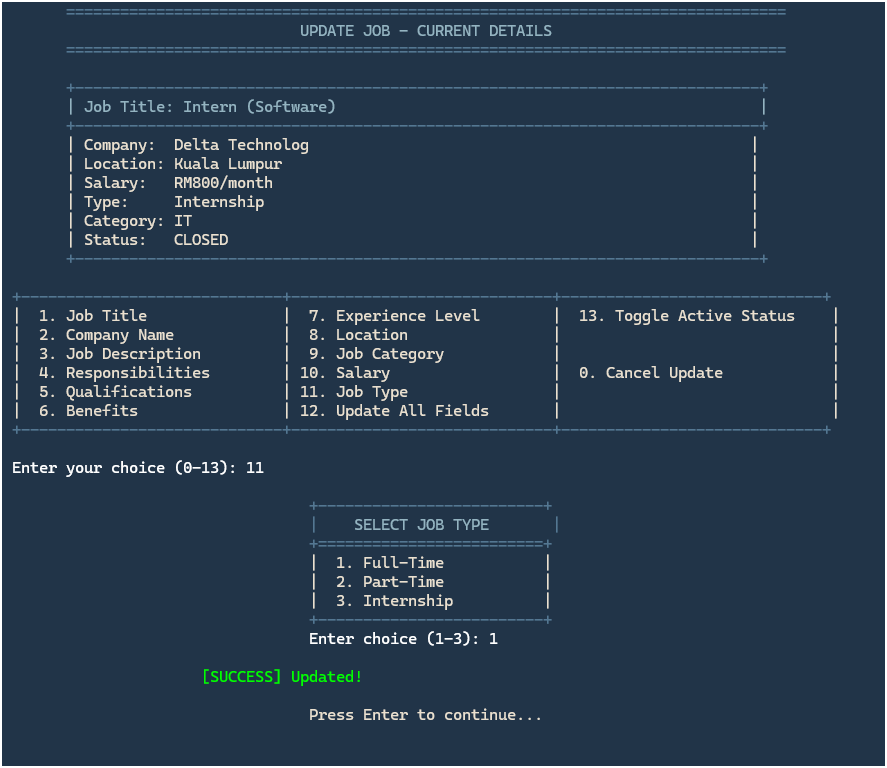 ================================================================================
UPDATE JOB - CURRENT DETAILS
================================================================================
+----------------------------------------------------------------------------+
| Job Title: Intern (Software) |
+----------------------------------------------------------------------------+
| Company: Delta Technolog |
| Location: Kuala Lumpur |
| Salary: RM800/month |
| Type: Internship |
| Category: IT |
| Status: CLOSED |
+----------------------------------------------------------------------------+
+-----------------------------+-----------------------------+-----------------------------+
| 1. Job Title | 7. Experience Level | 13. Toggle Active Status |
| 2. Company Name | 8. Location | |
| 3. Job Description | 9. Job Category | |
| 4. Responsibilities | 10. Salary | 0. Cancel Update |
| 5. Qualifications | 11. Job Type | |
| 6. Benefits | 12. Update All Fields | |
+-----------------------------+-----------------------------+-----------------------------+
Enter your choice (0-13): 11
+-------------------------+
| SELECT JOB TYPE |
+=========================+
| 1. Full-Time |
| 2. Part-Time |
| 3. Internship |
+-------------------------+
Enter choice (1-3): 1
[SUCCESS] Updated!
Press Enter to continue...